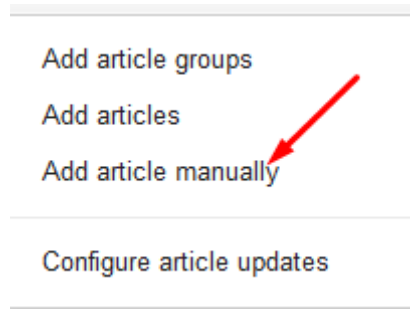 Add article groups
Add articles
Add article manually
Configure article updates